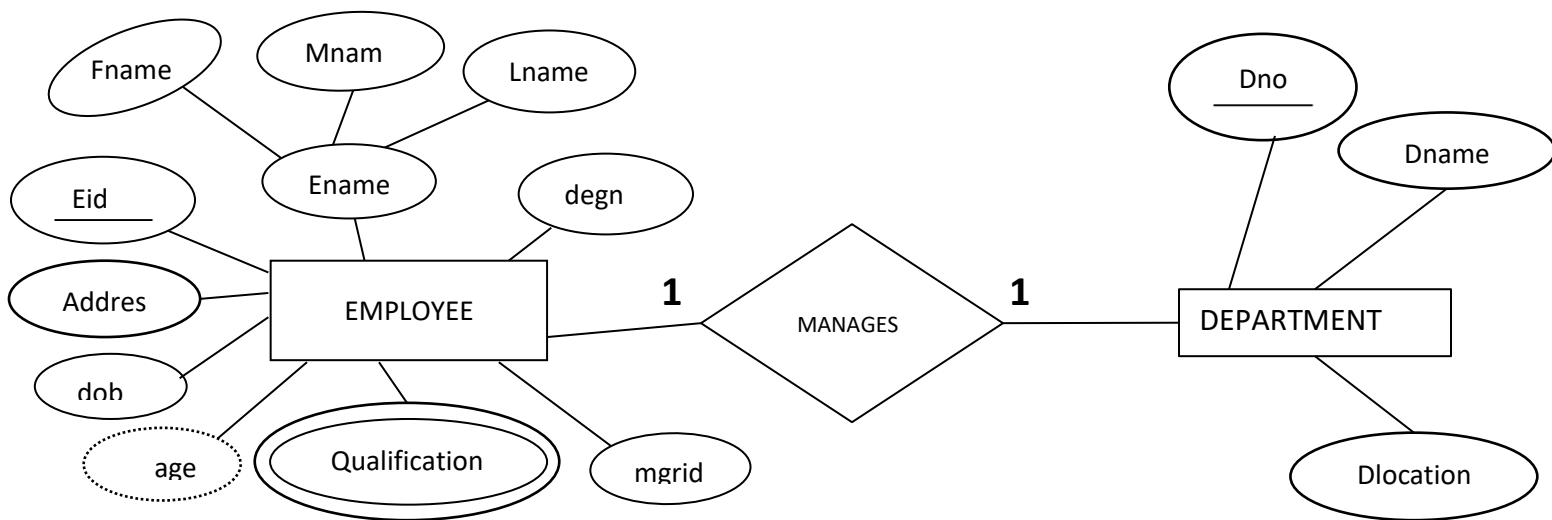 Fname
Mnam
Lname
Dno
Dname
Eid
Ename
degn
Addres
EMPLOYEE
1
MANAGES
1
DEPARTMENT
dob
age
Qualification
mgrid
Dlocation